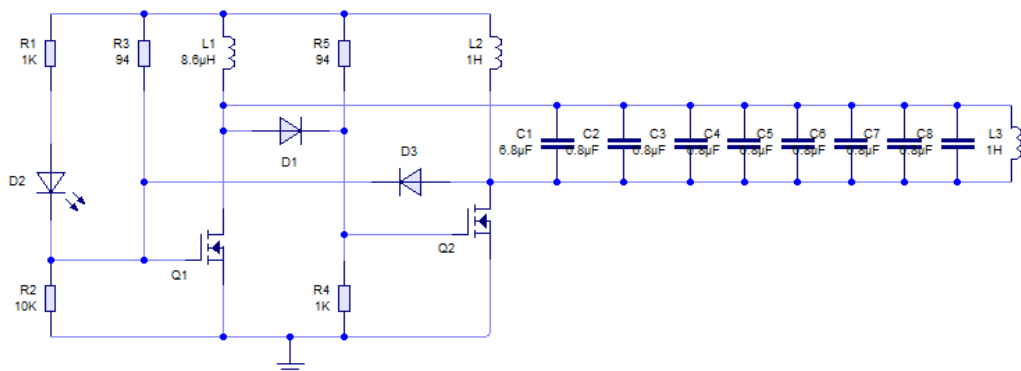 R1
1K
R3
94
L1
8.6µH
R5
94
L2
1H
D1
D2
D3
C1
6.8µF
C2
6.8µF
C3
6.8µF
C4
6.8µF
C5
6.8µF
C6
6.8µF
C7
6.8µF
C8
6.8µF
L3
1H
Q1
Q2
R2
10K
R4
1K